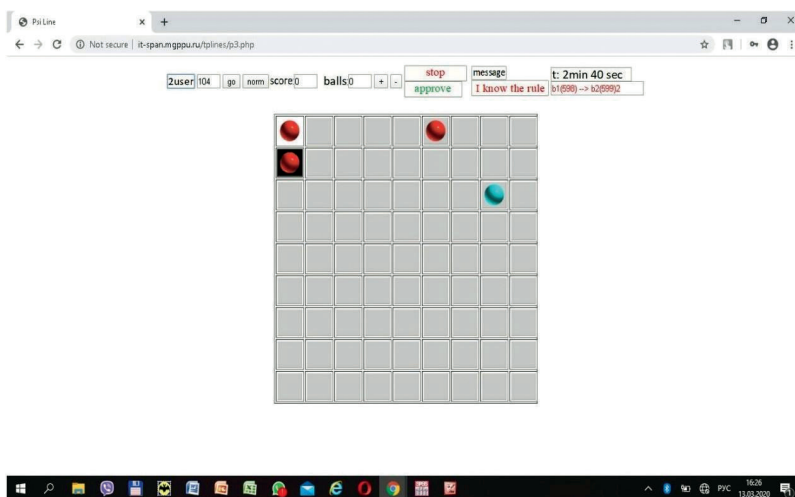 Psi Line
Not secure | it-span.mgppu.ru/tplines/p3.php
2user 104 go norm score 0 balls: 0 + - stop message t: 2min 40 sec
approve I know the rule b1(598) --> b2(599)2
РУС 16:26
13.03.2020